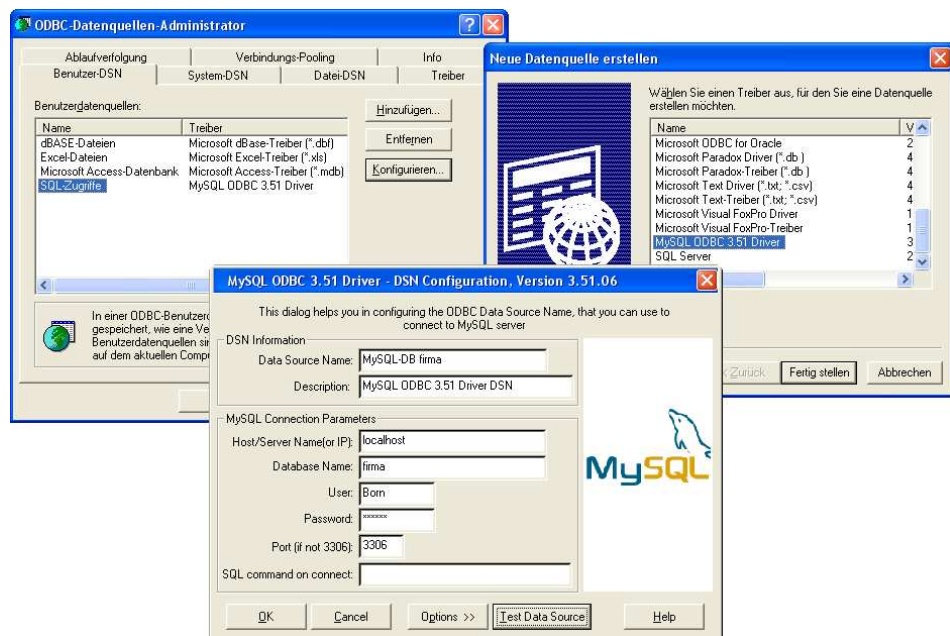 ODBC-Datenquellen-Administrator
Ablaufverfolgung Verbindungs-Pooling Info
Benutzer-DSN System-DSN Datei-DSN Treiber
Benutzerdatenquellen:
Name Treiber
dBASE-Dateien Microsoft dBase-Treiber (*.dbf)
Excel-Dateien Microsoft Excel-Treiber (*.xls)
Microsoft Access-Datenbank Microsoft Access-Treiber (*.mdb)
SQL-Zugriffe MySQL ODBC 3.51 Driver
Hinzufügen...
Entfernen
Konfigurieren...
In einer ODBC-Benutzerd
gespeichert, wie eine Ve
Benutzerdatenquellen sin
auf dem aktuellen Compu
Neue Datenquelle erstellen
Wählen Sie einen Treiber aus, für den Sie eine Datenquelle
erstellen möchten.
Name V
Microsoft ODBC for Oracle 2
Microsoft Paradox Driver (*.db ) 4
Microsoft Paradox-Treiber (*.db ) 4
Microsoft Text Driver (*.txt; *.csv) 4
Microsoft Text-Treiber (*.txt; *.csv) 4
Microsoft Visual FoxPro Driver 1
Microsoft Visual FoxPro-Treiber 1
MySQL ODBC 3.51 Driver 3
SQL Server 2
Zurück Fertig stellen Abbrechen
MySQL ODBC 3.51 Driver - DSN Configuration, Version 3.51.06
This dialog helps you in configuring the ODBC Data Source Name, that you can use to
connect to MySQL server
DSN Information
Data Source Name: MySQL-DB firma
Description: MySQL ODBC 3.51 Driver DSN
MySQL Connection Parameters
Host/Server Name(or IP): localhost
Database Name: firma
User: Born
Password: ******
Port (if not 3306): 3306
SQL command on connect:
MySQL
OK Cancel Options >> Test Data Source Help